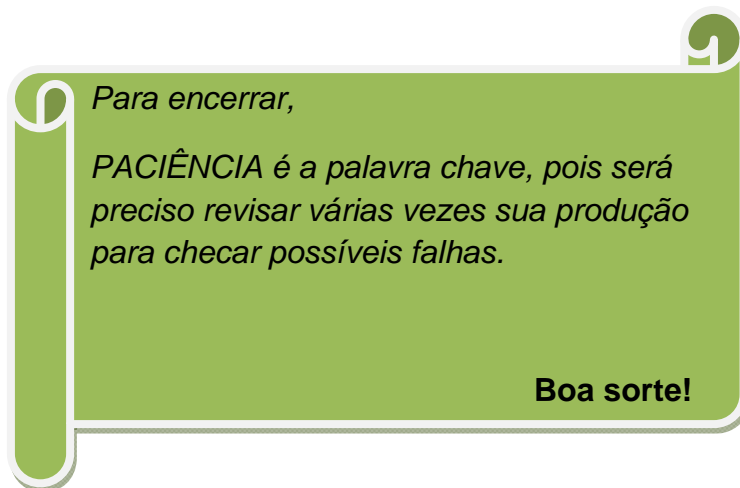 Para encerrar,
PACIÊNCIA é a palavra chave, pois será
preciso revisar várias vezes sua produção
para checar possíveis falhas.
Boa sorte!